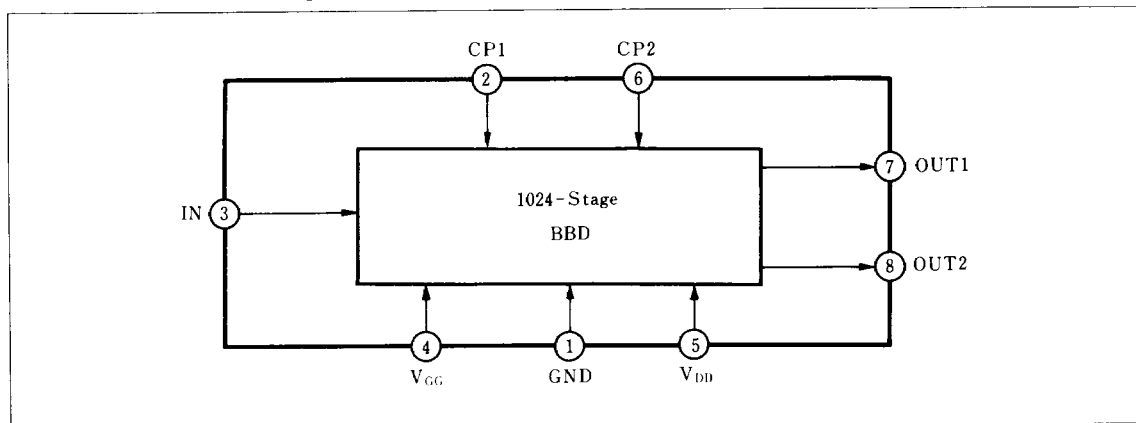 CP1 CP2
2 6
7 OUT1
1024-Stage
IN 3
BBD
8 OUT2
4 1 5
VGG GND VDD